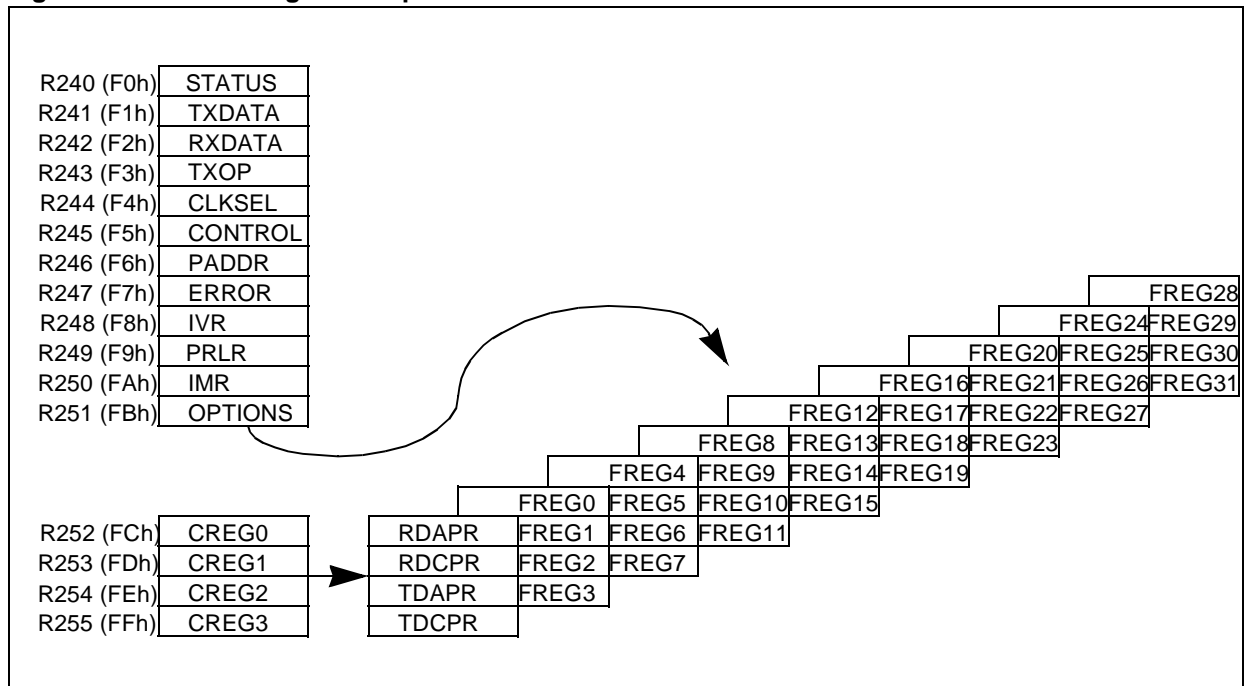 R240 (F0h) STATUS
R241 (F1h) TXDATA
R242 (F2h) RXDATA
R243 (F3h) TXOP
R244 (F4h) CLKSEL
R245 (F5h) CONTROL
R246 (F6h) PADDR
R247 (F7h) ERROR FREG28
R248 (F8h) IVR FREG24 FREG29
R249 (F9h) PRLR FREG20 FREG25 FREG30
R250 (FAh) IMR FREG16 FREG21 FREG26 FREG31
R251 (FBh) OPTIONS FREG12 FREG17 FREG22 FREG27
FREG8 FREG13 FREG18 FREG23
FREG4 FREG9 FREG14 FREG19
FREG0 FREG5 FREG10 FREG15
R252 (FCh) CREG0 RDAPR FREG1 FREG6 FREG11
R253 (FDh) CREG1 RDCPR FREG2 FREG7
R254 (FEh) CREG2 TDAPR FREG3
R255 (FFh) CREG3 TDCPR